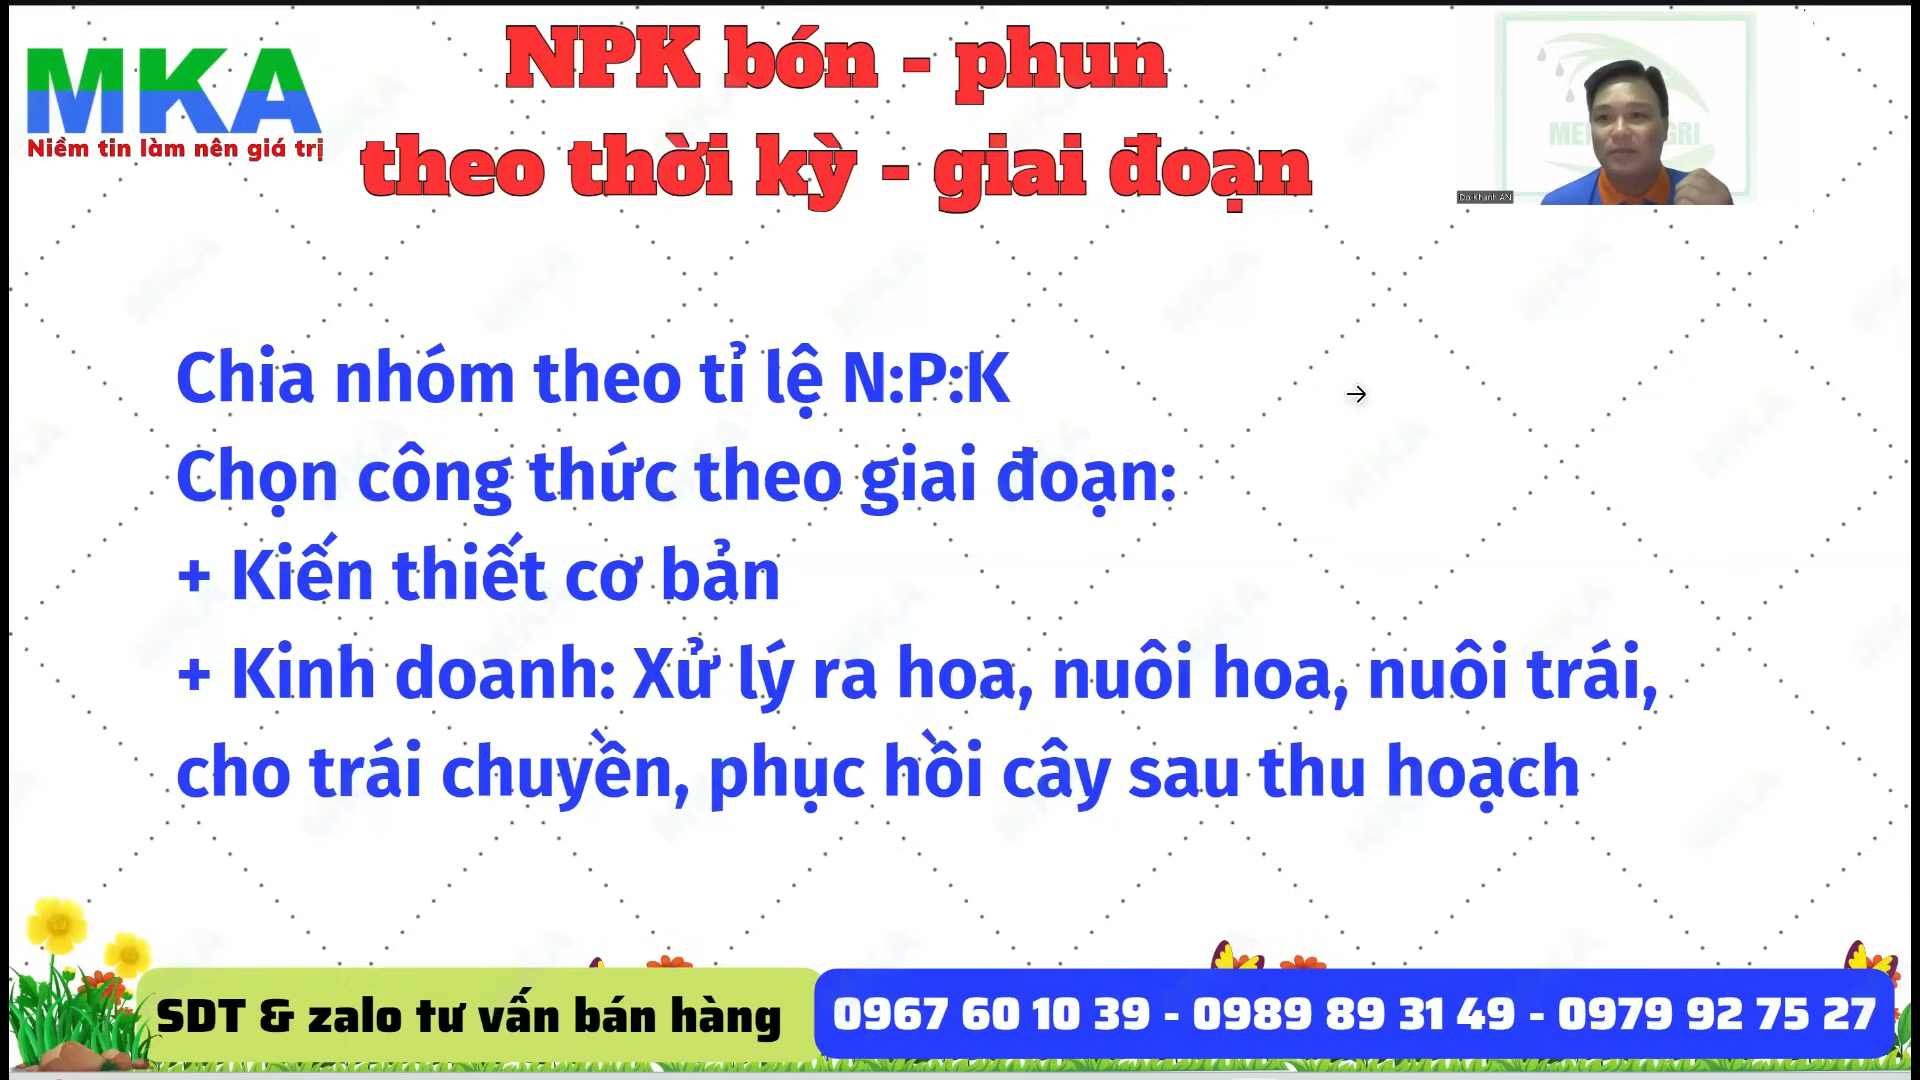 MKA
Niềm tin làm nên giá trị
NPK bón - phun
theo thời kỳ - giai đoạn
Do Khanh AN
Chia nhóm theo tỉ lệ N:P:K
Chọn công thức theo giai đoạn:
+ Kiến thiết cơ bản
+ Kinh doanh: Xử lý ra hoa, nuôi hoa, nuôi trái,
cho trái chuyền, phục hồi cây sau thu hoạch
SDT & zalo tư vấn bán hàng
0967 60 10 39 - 0989 89 31 49 - 0979 92 75 27